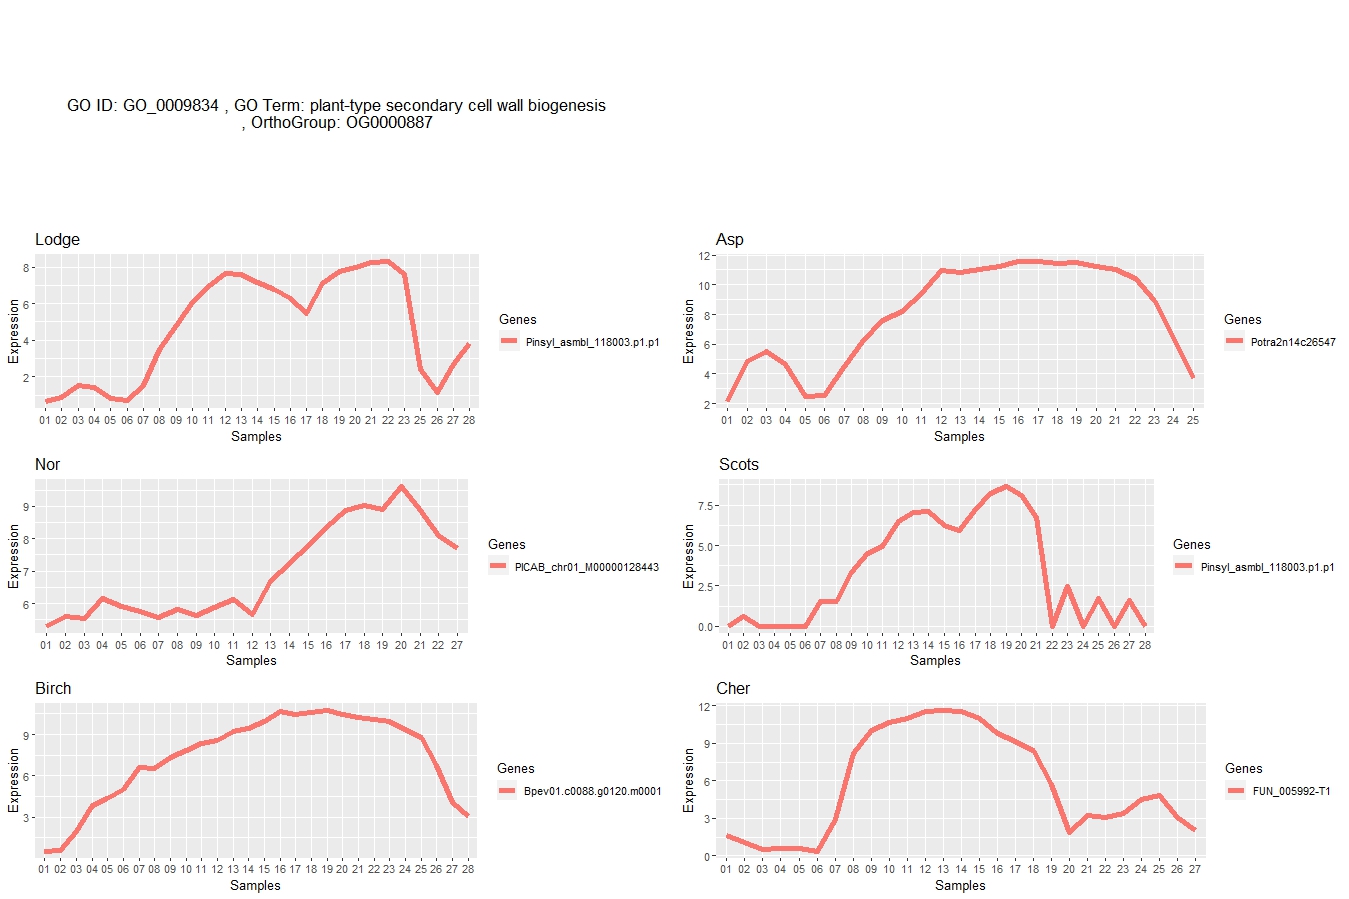 GO ID: GO_0009834 , GO Term: plant-type secondary cell wall biogenesis
, OrthoGroup: OG0000887
Lodge
Expression
8
6
4
2
01 02 03 04 05 06 07 08 09 10 11 12 13 14 15 16 17 18 19 20 21 22 23 25 26 27 28
Samples
Genes
Pinsyl_asmbl_118003.p1.p1
Asp
Expression
12
10
8
6
4
2
01 02 03 04 05 06 07 08 09 10 11 12 13 14 15 16 17 18 19 20 21 22 23 24 25
Samples
Genes
Potra2n14c26547
Nor
Expression
9
8
7
6
01 02 03 04 05 06 07 08 09 10 11 12 13 14 15 16 17 18 19 20 21 22 27
Samples
Genes
PICAB_chr01_M00000128443
Scots
Expression
7.5
5.0
2.5
0.0
01 02 03 04 05 06 07 08 09 10 11 12 13 14 15 16 17 18 19 20 21 22 23 24 25 26 27 28
Samples
Genes
Pinsyl_asmbl_118003.p1.p1
Birch
Expression
9
6
3
01 02 03 04 05 06 07 08 09 10 11 12 13 14 15 16 17 18 19 20 21 22 23 24 25 26 27 28
Samples
Genes
Bpev01.c0088.g0120.m0001
Cher
Expression
12
9
6
3
0
01 02 03 04 05 06 07 08 09 10 11 12 13 14 15 16 17 18 19 20 21 22 23 24 25 26 27
Samples
Genes
FUN_005992-T1